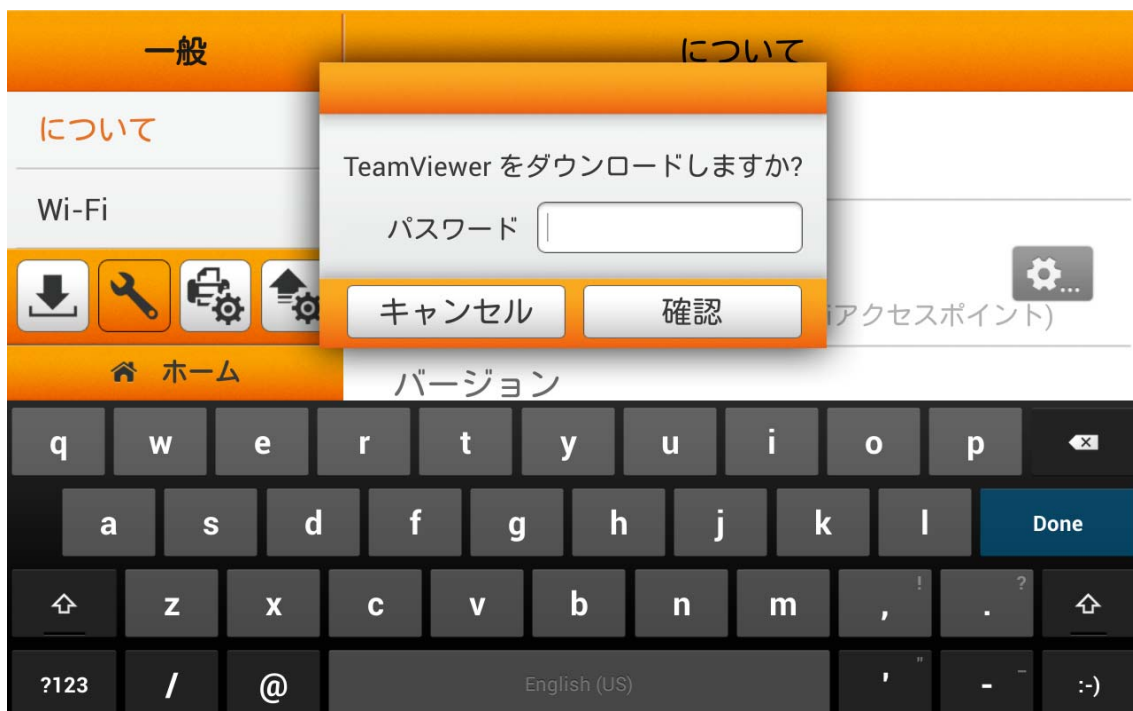 一般
について
について
Wi-Fi
TeamViewer をダウンロードしますか?
パスワード
キャンセル
確認
アクセスポイント)
ホーム
バージョン
q w e r t y u i o p
a s d f g h j k l Done
z x c v b n m , ! . ?
?123 / @ English (US) ' " - _ :-)